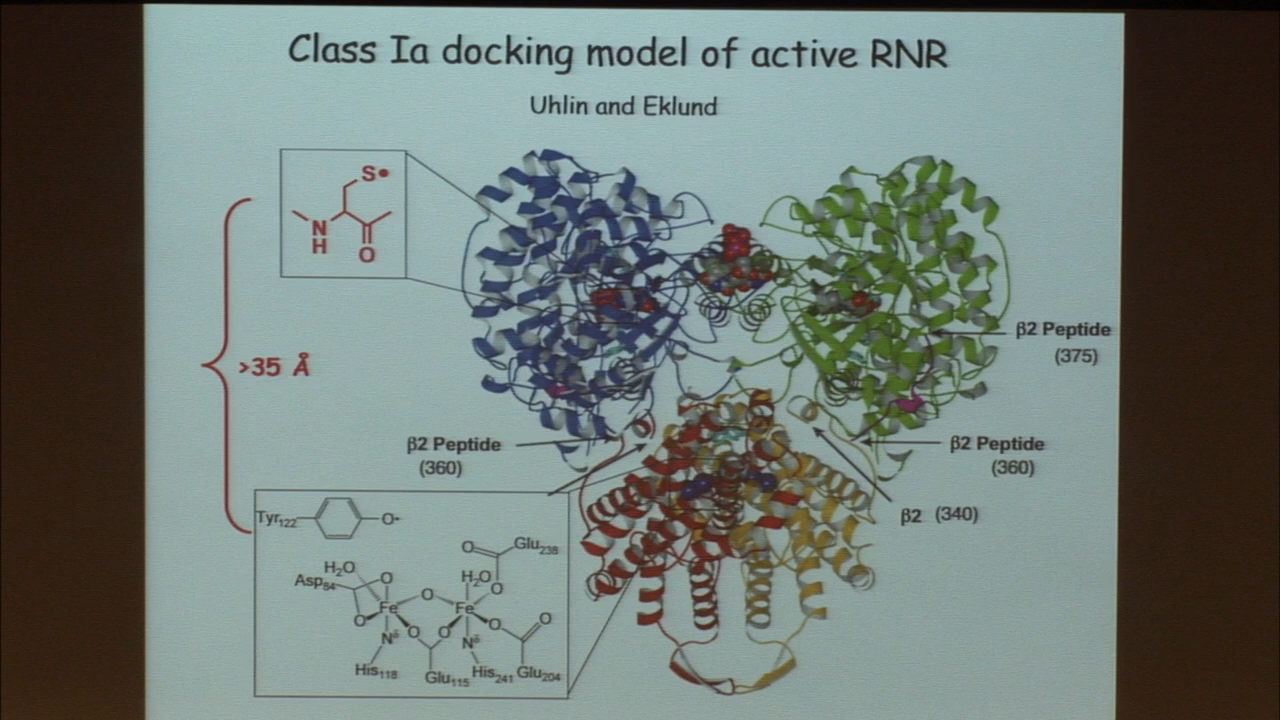 Class Ia docking model of active RNR
Uhlin and Eklund
S•
N
H
O
>35 Å
β2 Peptide
(375)
β2 Peptide
(360)
β2 Peptide
(360)
β2 (340)
Tyr122
O•
O
Glu238
H2O
H2O
O
Asp84
O
O
Fe
O
Fe
O
O
O
O
O
Nδ
Nδ
His118
Glu115
His241
Glu204